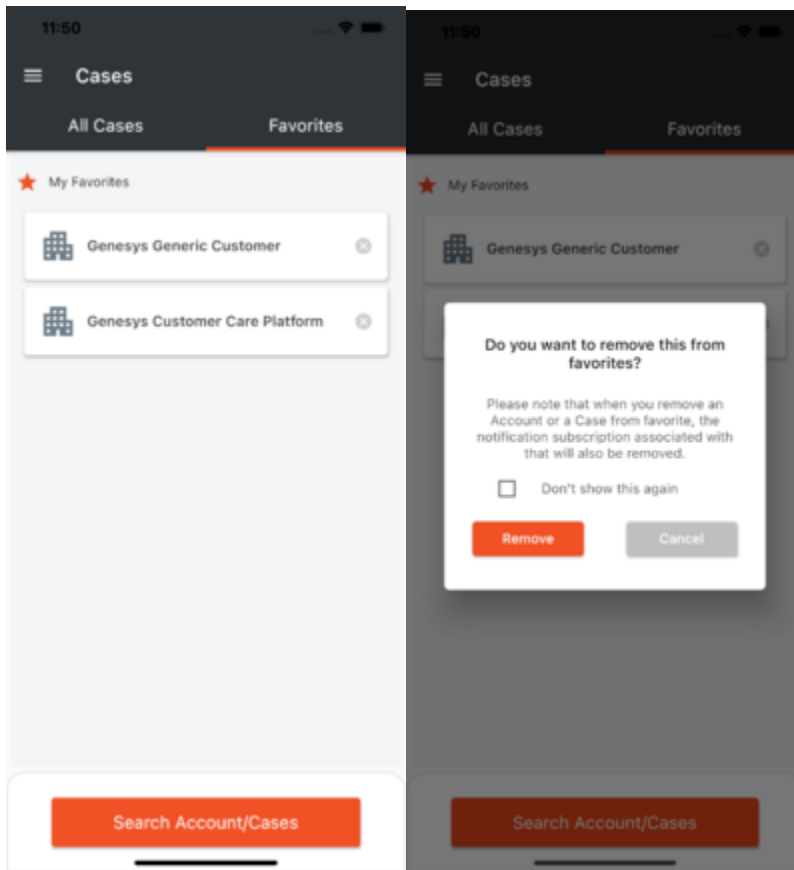 11:50
Cases
All Cases
Favorites
My Favorites
Genesys Generic Customer
Genesys Customer Care Platform
Search Account/Cases
11:50
Cases
All Cases
Favorites
My Favorites
Genesys Generic Customer
Do you want to remove this from
favorites?
Please note that when you remove an
Account or a Case from favorite, the
notification subscription associated with
that will also be removed.
Don't show this again
Remove
Cancel
Search Account/Cases